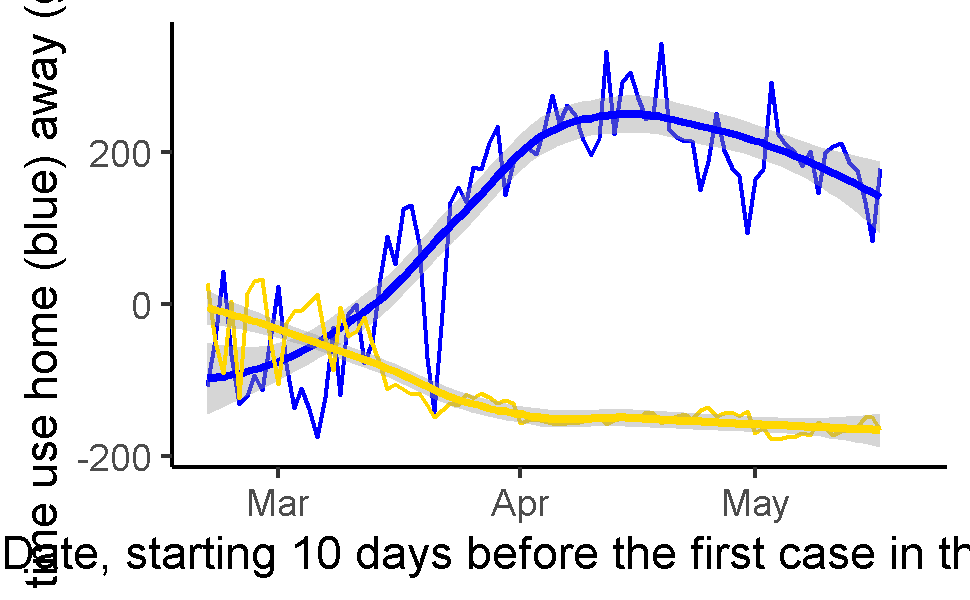 time use home (blue) away (
200
0
-200
Mar Apr May
Date, starting 10 days before the first case in th